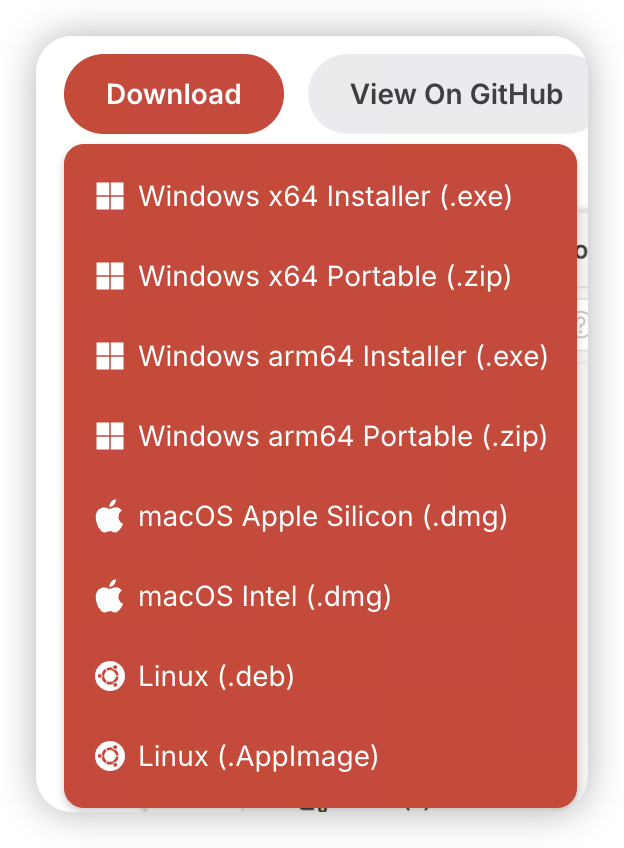 Download
View On GitHub
Windows x64 Installer (.exe)
Windows x64 Portable (.zip)
Windows arm64 Installer (.exe)
Windows arm64 Portable (.zip)
macOS Apple Silicon (.dmg)
macOS Intel (.dmg)
Linux (.deb)
Linux (.AppImage)